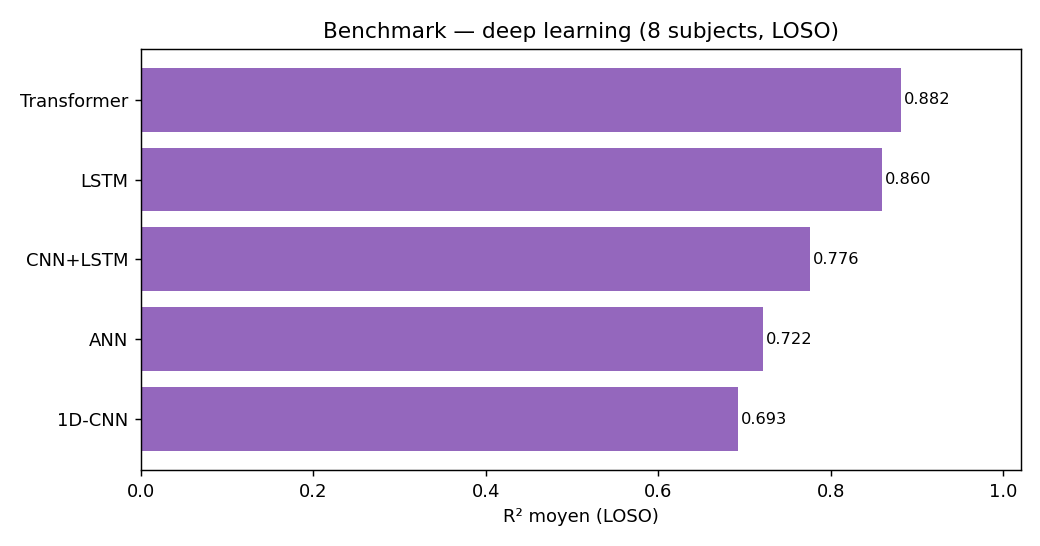 Benchmark — deep learning (8 subjects, LOSO)
Transformer 0.882
LSTM 0.860
CNN+LSTM 0.776
ANN 0.722
1D-CNN 0.693
0.0 0.2 0.4 0.6 0.8 1.0
R² moyen (LOSO)